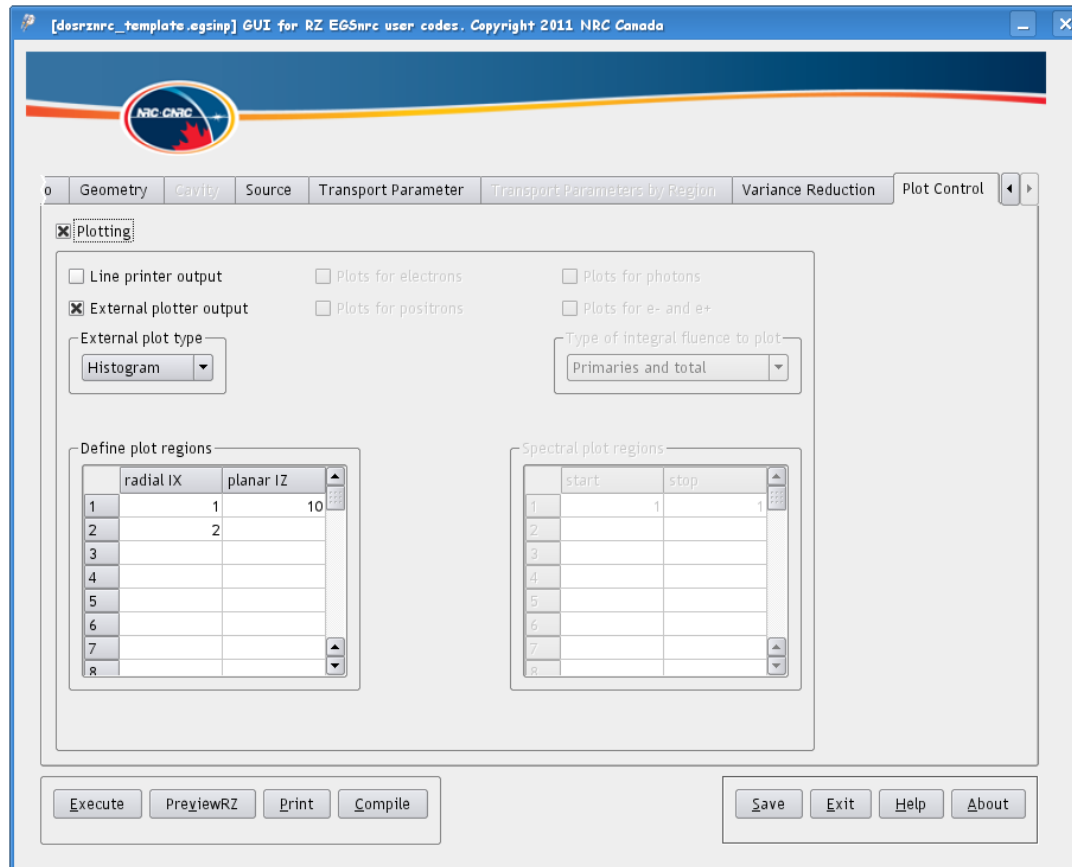 [dosrznrc_template.egsinp] GUI for RZ EGSnrc user codes. Copyright 2011 NRC Canada
NRC·CNRC
o Geometry Cavity Source Transport Parameter Transport Parameters by Region Variance Reduction Plot Control
Plotting
Line printer output Plots for electrons Plots for photons
External plotter output Plots for positrons Plots for e- and e+
External plot type Type of integral fluence to plot
Histogram Primaries and total
Define plot regions Spectral plot regions
radial IX planar IZ start stop
1 1 10 1 1 1
2 2 2
3 3
4 4
5 5
6 6
7 7
8 8
Execute PreviewRZ Print Compile Save Exit Help About